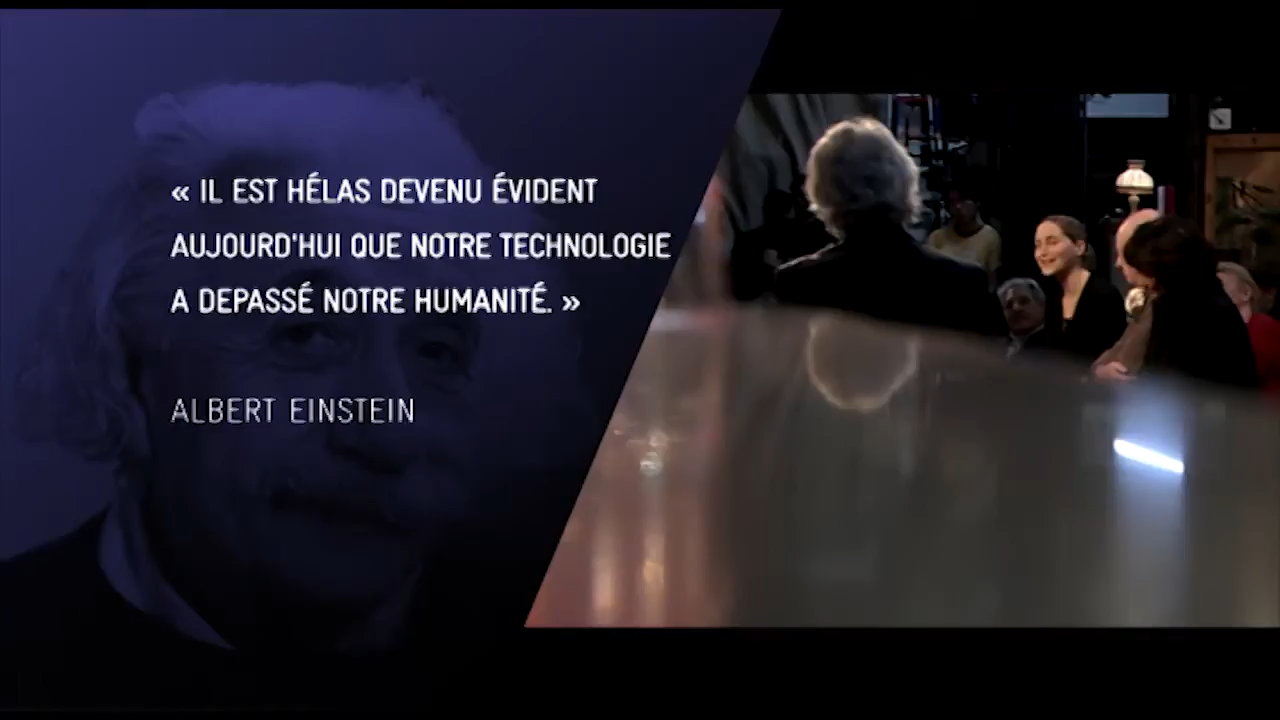 « IL EST HÉLAS DEVENU ÉVIDENT
AUJOURD'HUI QUE NOTRE TECHNOLOGIE
A DEPASSÉ NOTRE HUMANITÉ. »
ALBERT EINSTEIN